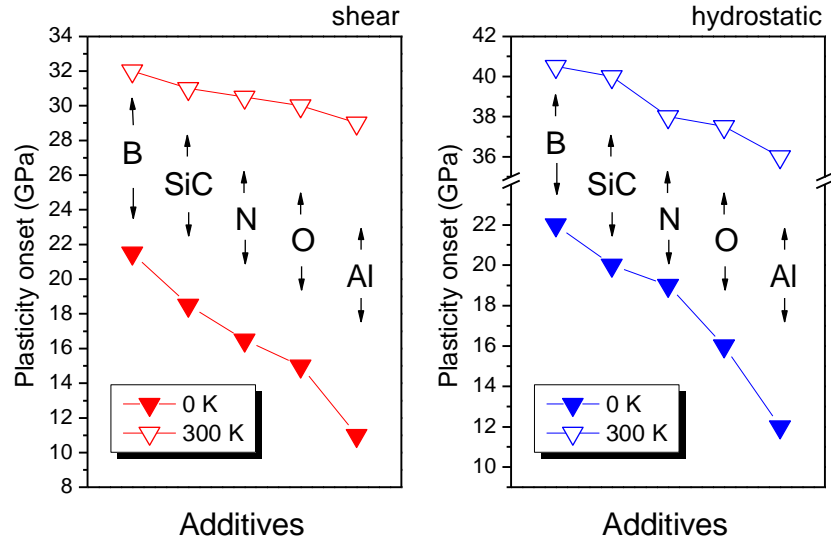 shear
Plasticity onset (GPa)
34
32
30
28
26
24
22
20
18
16
14
12
10
8
B
SiC
N
O
Al
0 K
300 K
Additives
hydrostatic
Plasticity onset (GPa)
40
38
36
22
20
18
16
14
12
10
B
SiC
N
O
Al
0 K
300 K
Additives